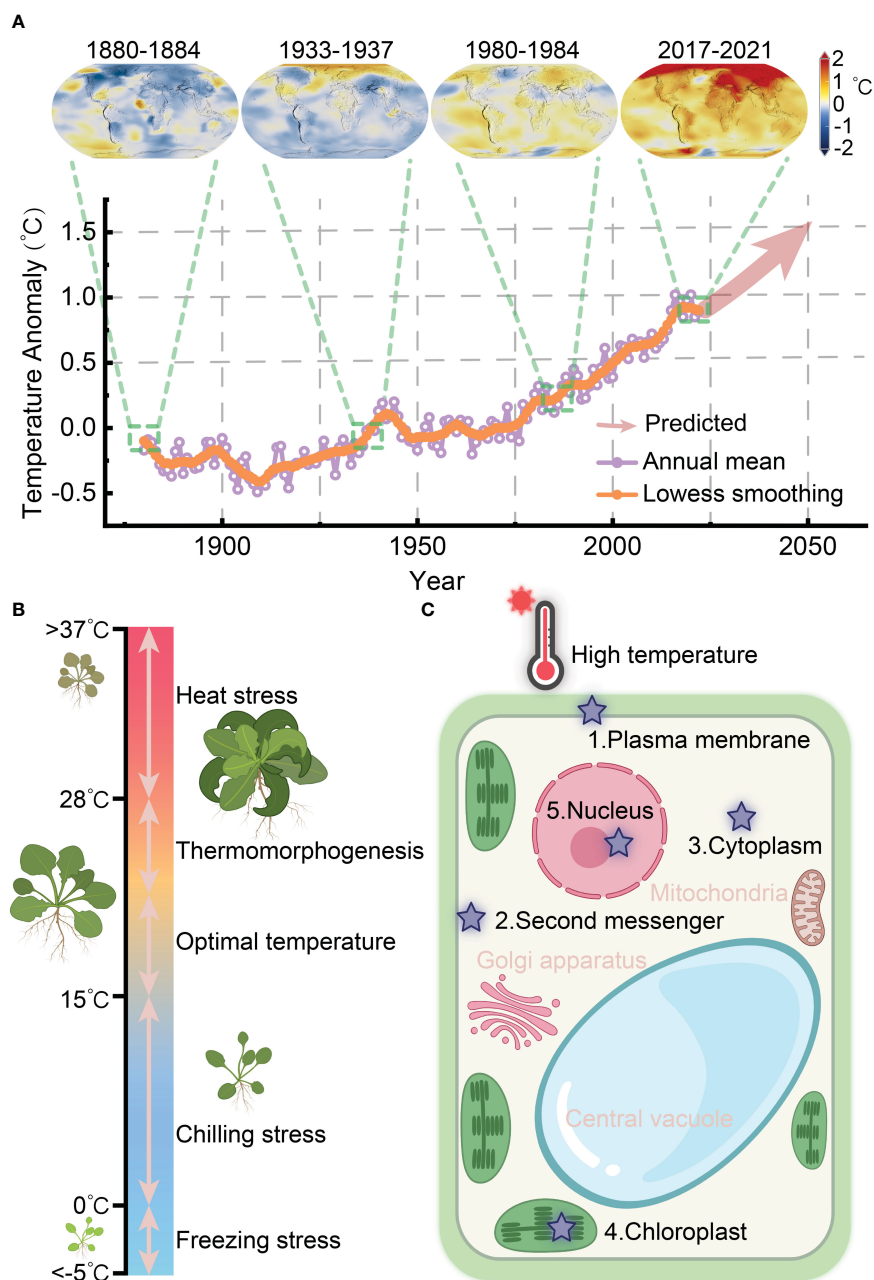 A
1880-1884
1933-1937
1980-1984
2017-2021
2
1
0
-1
-2
°C
Temperature Anomaly (°C)
1.5
1.0
0.5
0.0
-0.5
Predicted
Annual mean
Lowess smoothing
1900
1950
2000
2050
Year
B
>37°C
Heat stress
28°C
Thermomorphogenesis
Optimal temperature
15°C
Chilling stress
0°C
Freezing stress
<-5°C
C
High temperature
1.Plasma membrane
5.Nucleus
3.Cytoplasm
Mitochondria
2.Second messenger
Golgi apparatus
Central vacuole
4.Chloroplast